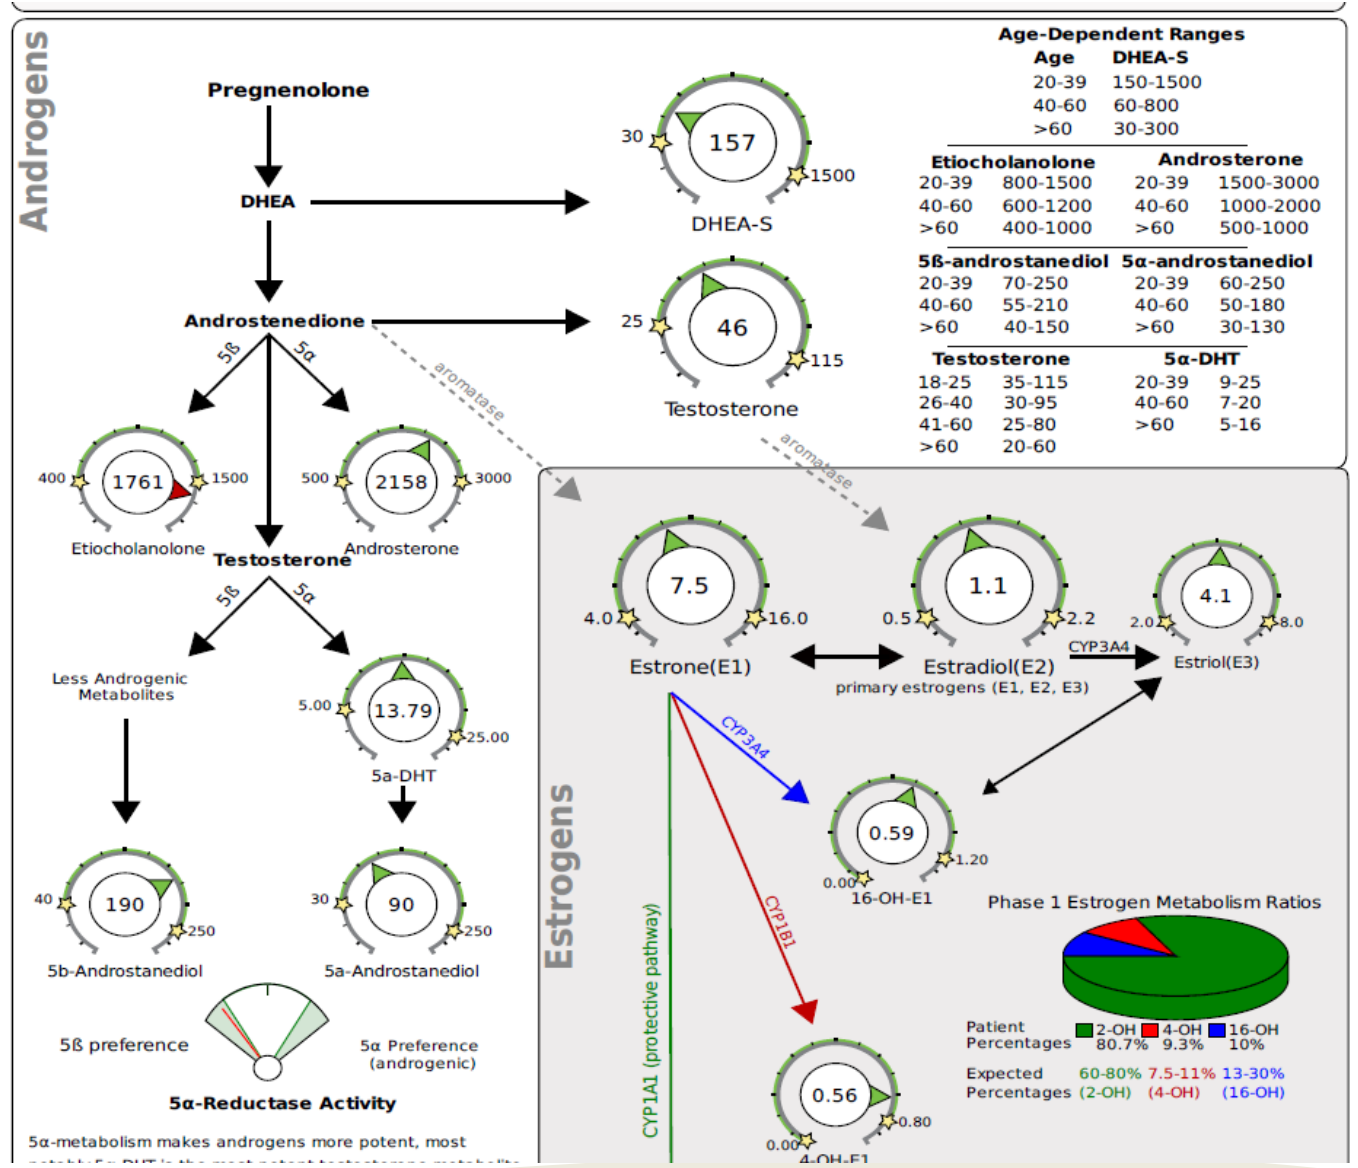 Androgens
Pregnenolone
DHEA
Androstenedione
5ß
5α
aromatase
30
157
1500
DHEA-S
25
46
115
Testosterone
aromatase
Age-Dependent Ranges
Age DHEA-S
20-39 150-1500
40-60 60-800
>60 30-300
Etiocholanolone Androsterone
20-39 800-1500 20-39 1500-3000
40-60 600-1200 40-60 1000-2000
>60 400-1000 >60 500-1000
5ß-androstanediol 5α-androstanediol
20-39 70-250 20-39 60-250
40-60 55-210 40-60 50-180
>60 40-150 >60 30-130
Testosterone 5α-DHT
18-25 35-115 20-39 9-25
26-40 30-95 40-60 7-20
41-60 25-80 >60 5-16
>60 20-60
400
1761
1500
Etiocholanolone
500
2158
3000
Androsterone
Testosterone
5ß
5α
Less Androgenic
Metabolites
5.00
13.79
25.00
5a-DHT
40
190
250
5b-Androstanediol
30
90
250
5a-Androstanediol
5ß preference
5α Preference
(androgenic)
5α-Reductase Activity
5α-metabolism makes androgens more potent, most
notably 5α-DHT is the most potent testosterone metabolite
Estrogens
4.0
7.5
16.0
Estrone(E1)
0.5
1.1
2.2
Estradiol(E2)
primary estrogens (E1, E2, E3)
CYP3A4
2.0
4.1
8.0
Estriol(E3)
CYP3A4
CYP1B1
CYP1A1 (protective pathway)
0.00
0.59
1.20
16-OH-E1
0.00
0.56
0.80
4-OH-E1
Phase 1 Estrogen Metabolism Ratios
Patient 2-OH 4-OH 16-OH
Percentages 80.7% 9.3% 10%
Expected 60-80% 7.5-11% 13-30%
Percentages (2-OH) (4-OH) (16-OH)